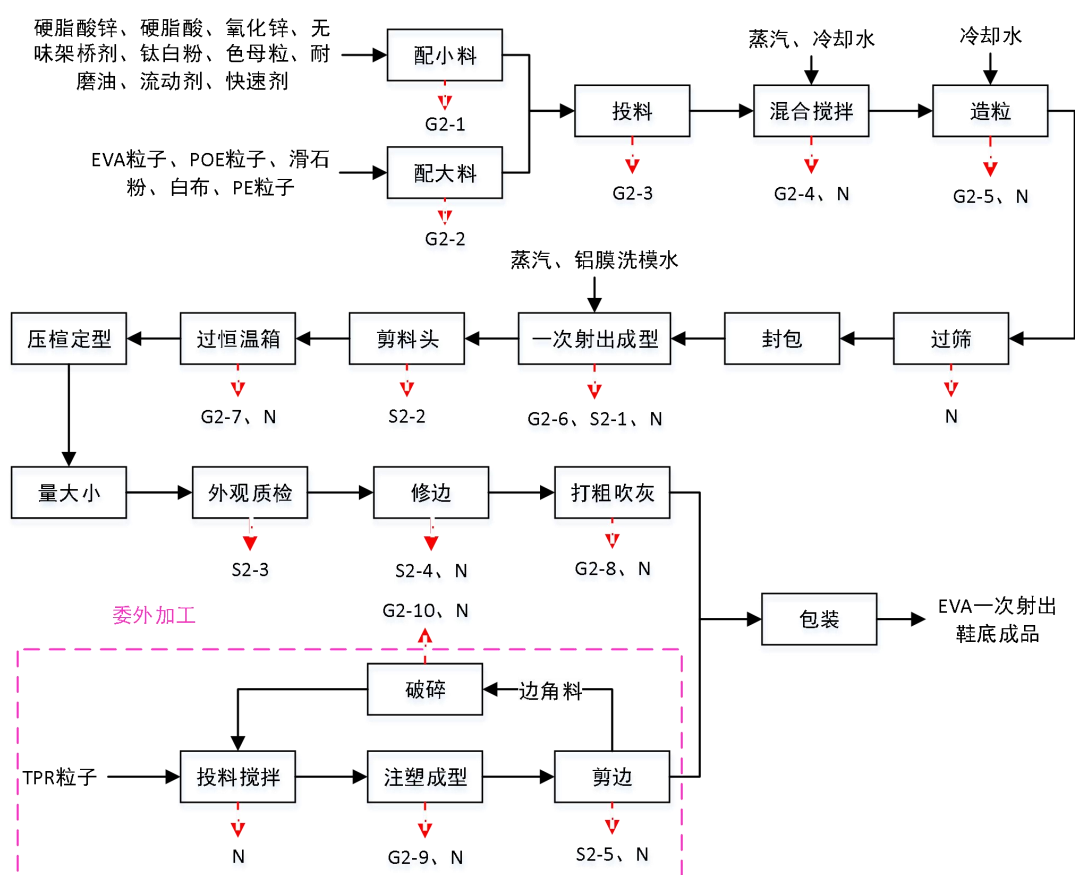 硬脂酸锌、硬脂酸、氧化锌、无
味架桥剂、钛白粉、色母粒、耐
磨油、流动剂、快速剂
配小料
G2-1
EVA粒子、POE粒子、滑石
粉、白布、PE粒子
配大料
G2-2
投料
G2-3
蒸汽、冷却水
混合搅拌
G2-4、N
冷却水
造粒
G2-5、N
过筛
N
封包
蒸汽、铝膜洗模水
一次射出成型
G2-6、S2-1、N
剪料头
S2-2
过恒温箱
G2-7、N
压楦定型
量大小
外观质检
S2-3
修边
S2-4、N
打粗吹灰
G2-8、N
包装
EVA一次射出
鞋底成品
委外加工
G2-10、N
破碎
边角料
TPR粒子
投料搅拌
N
注塑成型
G2-9、N
剪边
S2-5、N